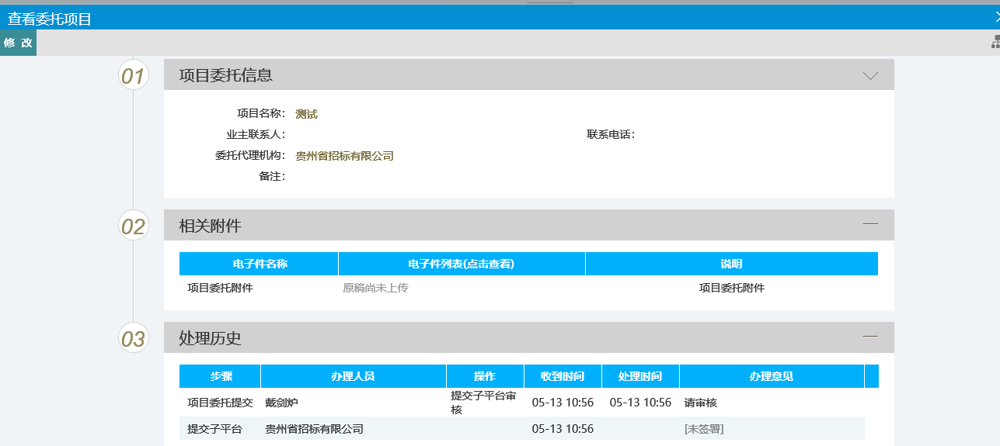 查看委托项目
修 改
01 项目委托信息
项目名称： 测试
业主联系人： 联系电话：
委托代理机构： 贵州省招标有限公司
备注：
02 相关附件
电子件名称 电子件列表(点击查看) 说明
项目委托附件 原稿尚未上传 项目委托附件
03 处理历史
步骤 办理人员 操作 收到时间 处理时间 办理意见
项目委托提交 戴剑炉 提交子平台审核 05-13 10:56 05-13 10:56 请审核
提交子平台 贵州省招标有限公司 05-13 10:56 [未签署]